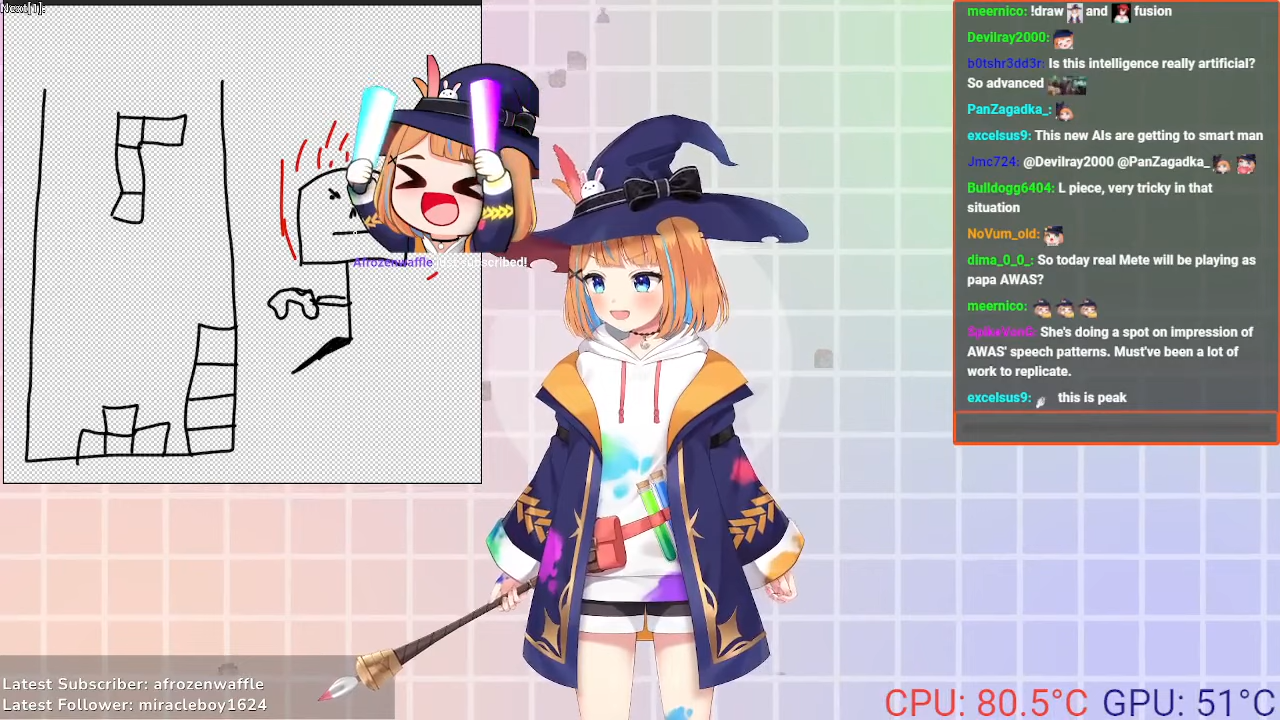 Next[1]:
Afrozenwaffle
subscribed!
meernico: !draw and fusion
Devilray2000:
b0tshr3dd3r: Is this intelligence really artificial?
So advanced
PanZagadka_:
excelsus9: This new AIs are getting to smart man
Jmc724: @Devilray2000 @PanZagadka_
Bulldogg6404: L piece, very tricky in that
situation
NoVum_old:
dima_0_0_: So today real Mete will be playing as
papa AWAS?
meernico:
She's doing a spot on impression of
AWAS' speech patterns. Must've been a lot of
work to replicate.
excelsus9: this is peak
Latest Subscriber: afrozenwaffle
Latest Follower: miracleboy1624
CPU: 80.5°C GPU: 51°C